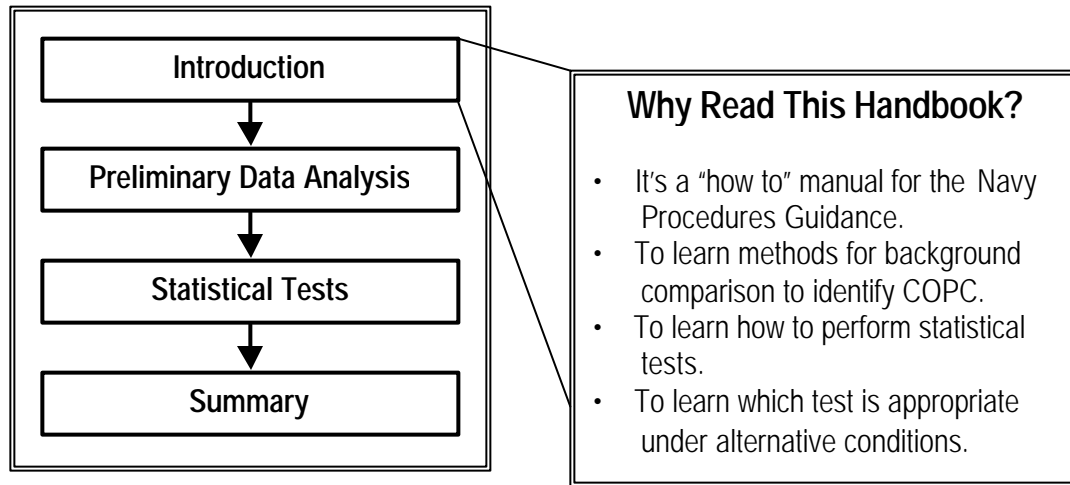 Introduction
Preliminary Data Analysis
Statistical Tests
Summary
Why Read This Handbook?
• It's a “how to” manual for the Navy
Procedures Guidance.
• To learn methods for background
comparison to identify COPC.
• To learn how to perform statistical
tests.
• To learn which test is appropriate
under alternative conditions.